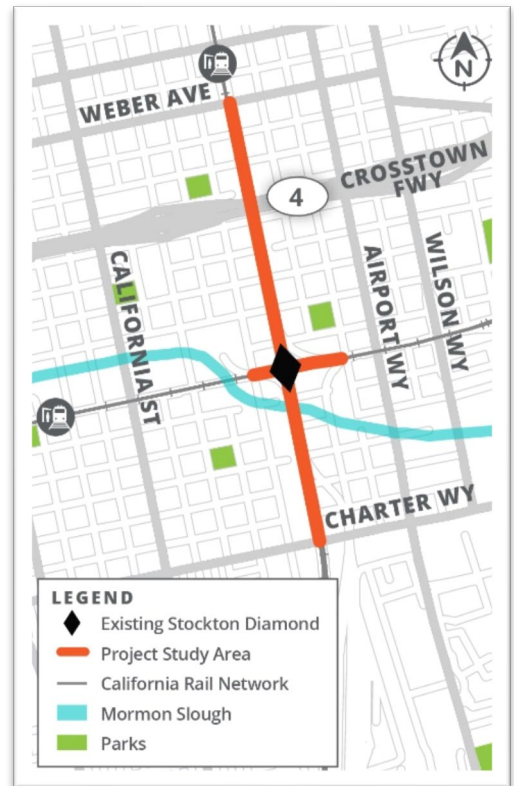 N
WEBER AVE
CROSSTOWN
FWY
4
CALIFORNIA ST
AIRPORT WY
WILSON WY
CHARTER WY
LEGEND
Existing Stockton Diamond
Project Study Area
California Rail Network
Mormon Slough
Parks